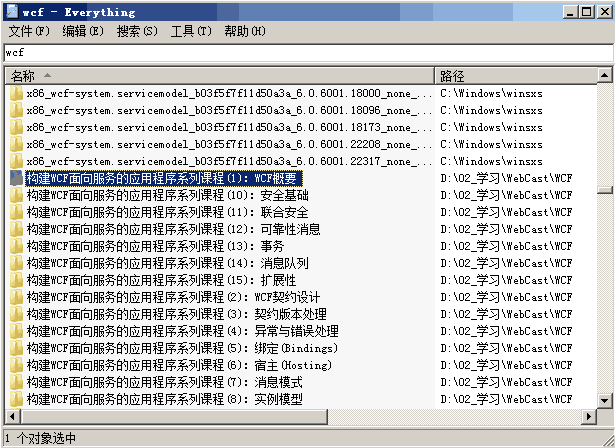 wcf - Everything
文件(F) 编辑(E) 搜索(S) 工具(T) 帮助(H)
wcf
名称 路径
x86_wcf-system.servicemodel_b03f5f7f11d50a3a_6.0.6001.18000_none_... C:\Windows\winsxs
x86_wcf-system.servicemodel_b03f5f7f11d50a3a_6.0.6001.18096_none_... C:\Windows\winsxs
x86_wcf-system.servicemodel_b03f5f7f11d50a3a_6.0.6001.18173_none_... C:\Windows\winsxs
x86_wcf-system.servicemodel_b03f5f7f11d50a3a_6.0.6001.22208_none_... C:\Windows\winsxs
x86_wcf-system.servicemodel_b03f5f7f11d50a3a_6.0.6001.22317_none_... C:\Windows\winsxs
构建WCF面向服务的应用程序系列课程(1): WCF概要 D:\02_学习\WebCast\WCF
构建WCF面向服务的应用程序系列课程(10): 安全基础 D:\02_学习\WebCast\WCF
构建WCF面向服务的应用程序系列课程(11): 联合安全 D:\02_学习\WebCast\WCF
构建WCF面向服务的应用程序系列课程(12): 可靠性消息 D:\02_学习\WebCast\WCF
构建WCF面向服务的应用程序系列课程(13): 事务 D:\02_学习\WebCast\WCF
构建WCF面向服务的应用程序系列课程(14): 消息队列 D:\02_学习\WebCast\WCF
构建WCF面向服务的应用程序系列课程(15): 扩展性 D:\02_学习\WebCast\WCF
构建WCF面向服务的应用程序系列课程(2): WCF契约设计 D:\02_学习\WebCast\WCF
构建WCF面向服务的应用程序系列课程(3): 契约版本处理 D:\02_学习\WebCast\WCF
构建WCF面向服务的应用程序系列课程(4): 异常与错误处理 D:\02_学习\WebCast\WCF
构建WCF面向服务的应用程序系列课程(5): 绑定(Bindings) D:\02_学习\WebCast\WCF
构建WCF面向服务的应用程序系列课程(6): 宿主(Hosting) D:\02_学习\WebCast\WCF
构建WCF面向服务的应用程序系列课程(7): 消息模式 D:\02_学习\WebCast\WCF
构建WCF面向服务的应用程序系列课程(8): 实例模型 D:\02_学习\WebCast\WCF
1 个对象选中